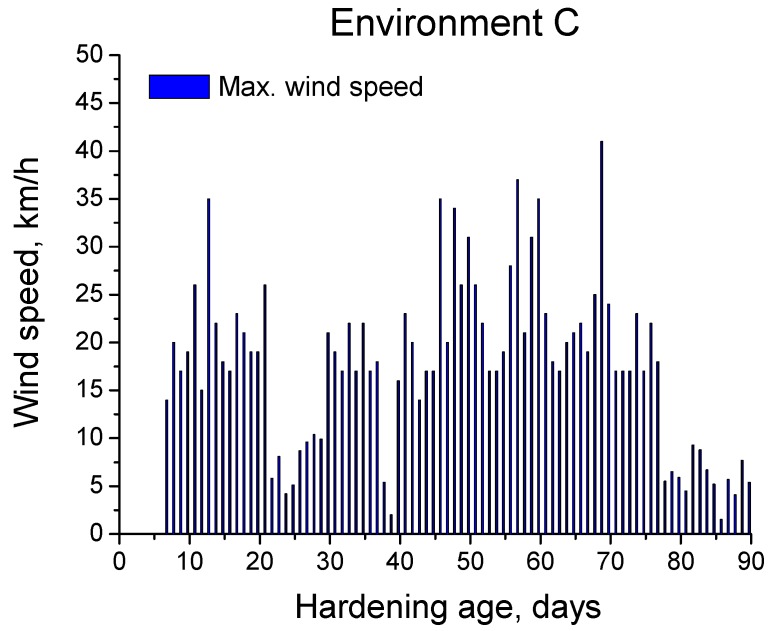 Environment C
Max. wind speed
Wind speed, km/h
50
45
40
35
30
25
20
15
10
5
0
0 10 20 30 40 50 60 70 80 90
Hardening age, days